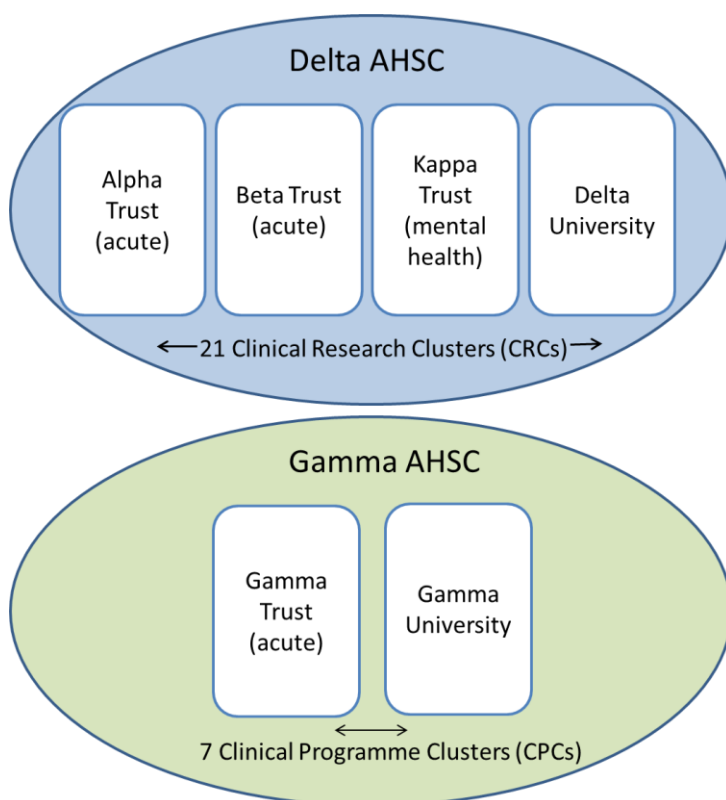 Delta AHSC
Alpha
Trust
(acute)
Beta Trust
(acute)
Kappa
Trust
(mental
health)
Delta
University
21 Clinical Research Clusters (CRCs)
Gamma AHSC
Gamma
Trust
(acute)
Gamma
University
7 Clinical Programme Clusters (CPCs)